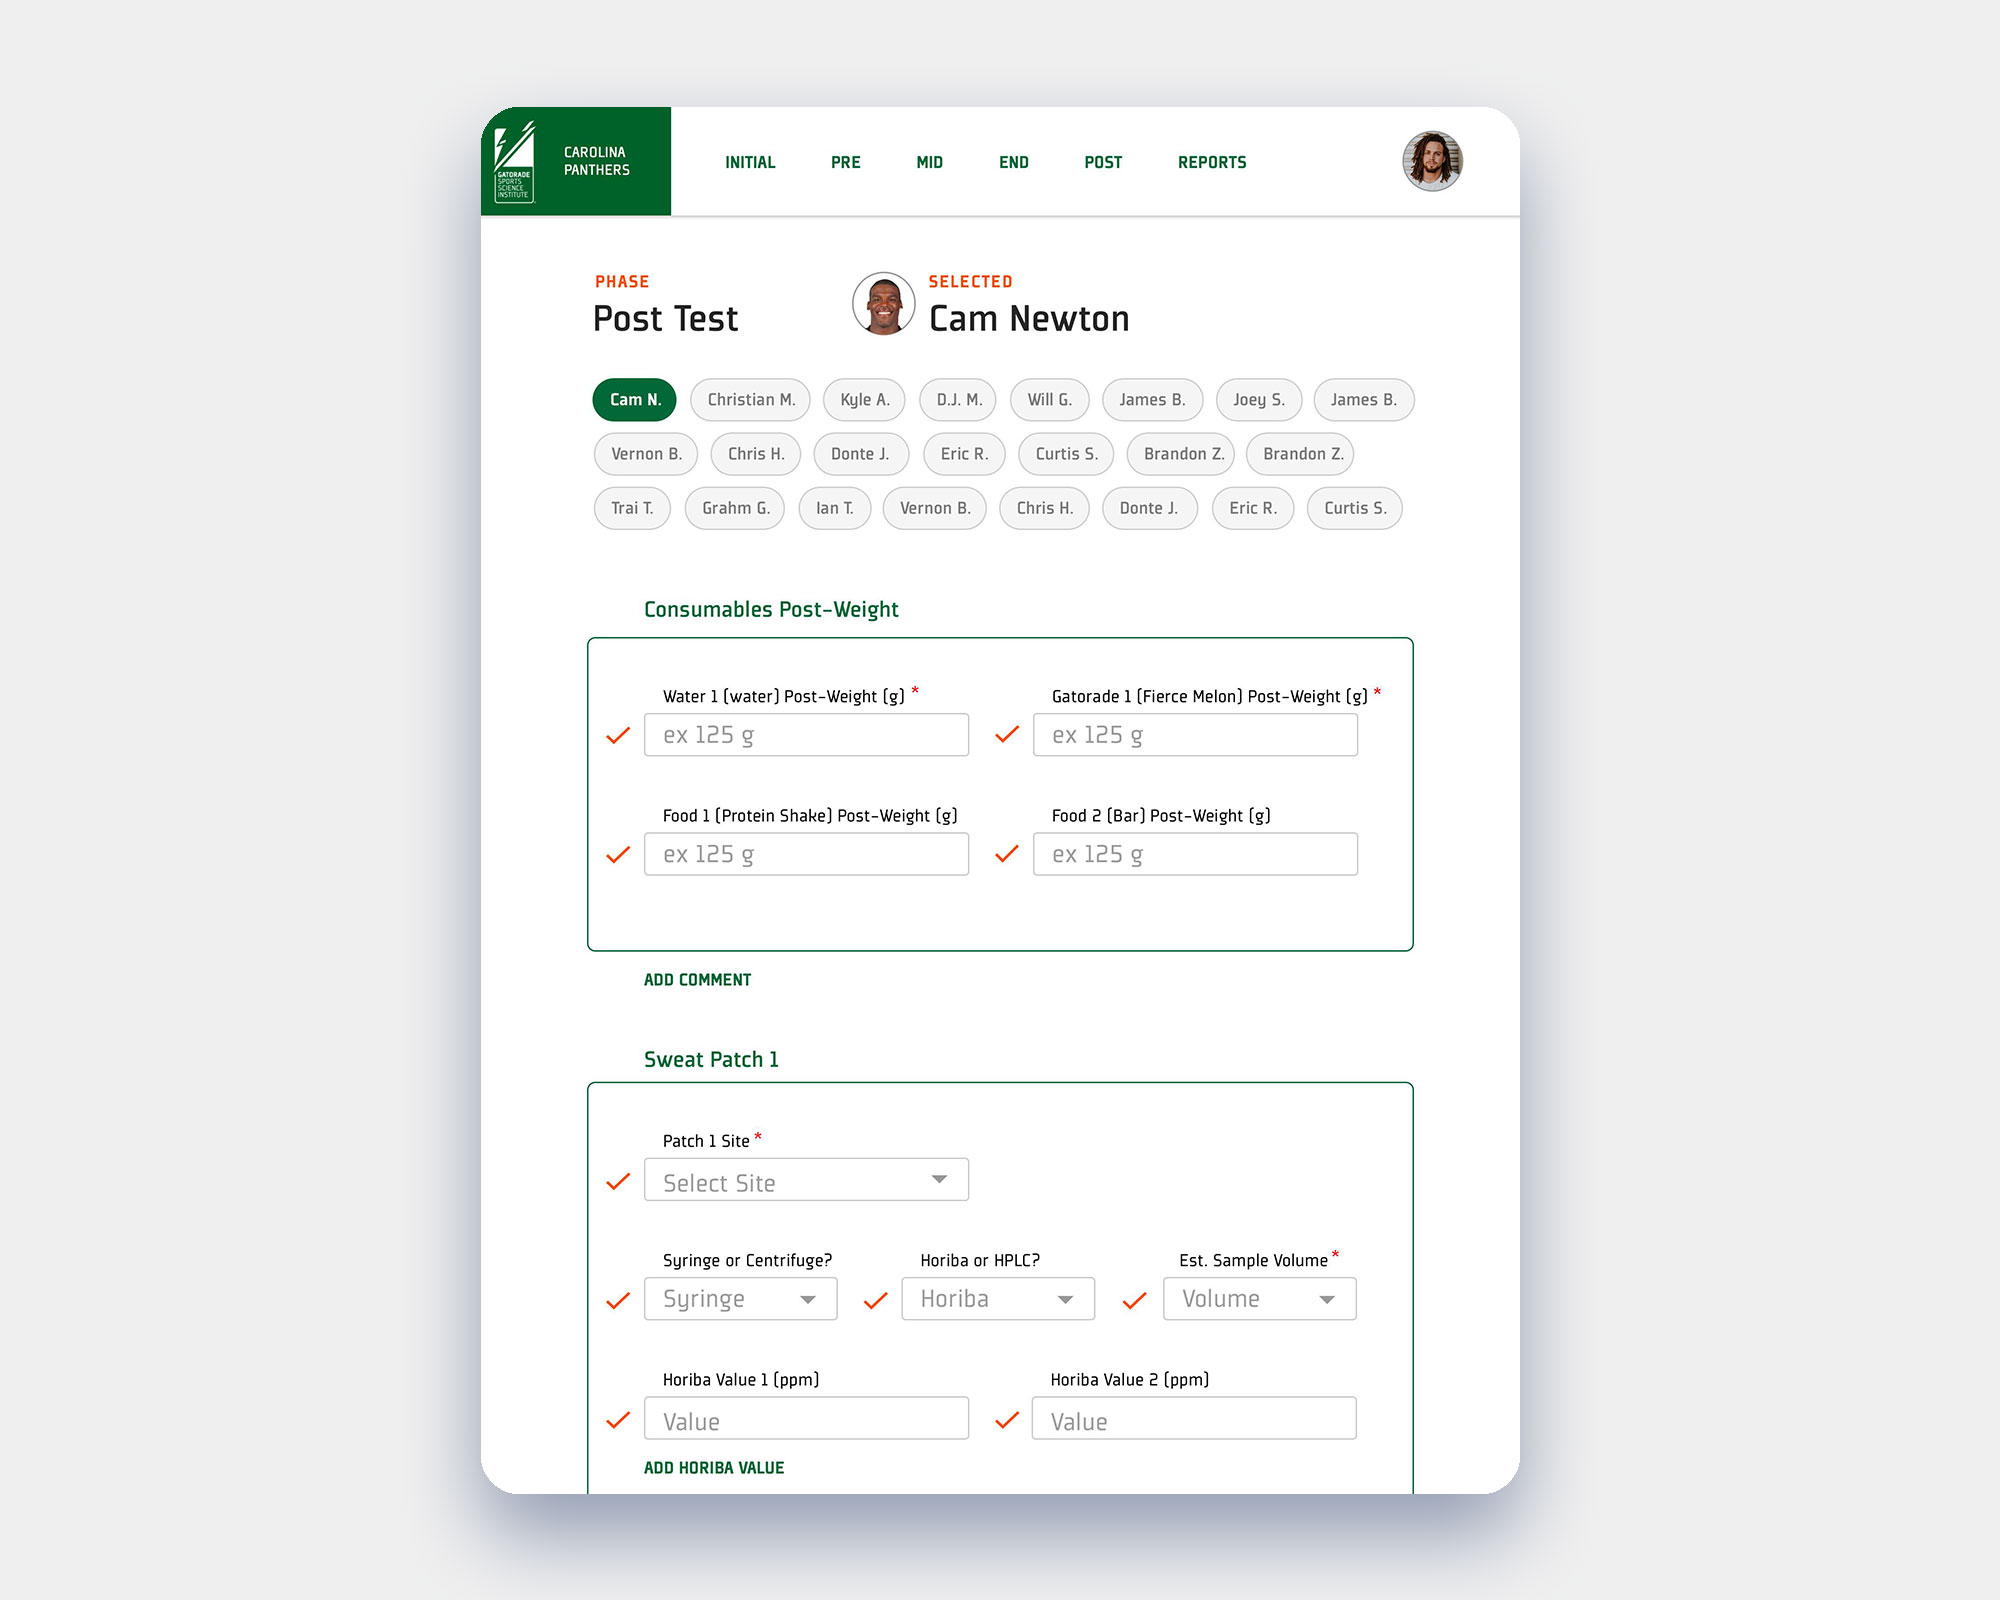 GATORADE
SPORTS
SCIENCE
INSTITUTE
CAROLINA
PANTHERS
INITIAL PRE MID END POST REPORTS
PHASE
Post Test
SELECTED
Cam Newton
Cam N. Christian M. Kyle A. D.J. M. Will G. James B. Joey S. James B.
Vernon B. Chris H. Donte J. Eric R. Curtis S. Brandon Z. Brandon Z.
Trai T. Grahm G. Ian T. Vernon B. Chris H. Donte J. Eric R. Curtis S.
Consumables Post-Weight
Water 1 (water) Post-Weight (g) * Gatorade 1 (Fierce Melon) Post-Weight (g) *
ex 125 g ex 125 g
Food 1 (Protein Shake) Post-Weight (g) Food 2 (Bar) Post-Weight (g)
ex 125 g ex 125 g
ADD COMMENT
Sweat Patch 1
Patch 1 Site *
Select Site
Syringe or Centrifuge? Horiba or HPLC? Est. Sample Volume *
Syringe Horiba Volume
Horiba Value 1 (ppm) Horiba Value 2 (ppm)
Value Value
ADD HORIBA VALUE